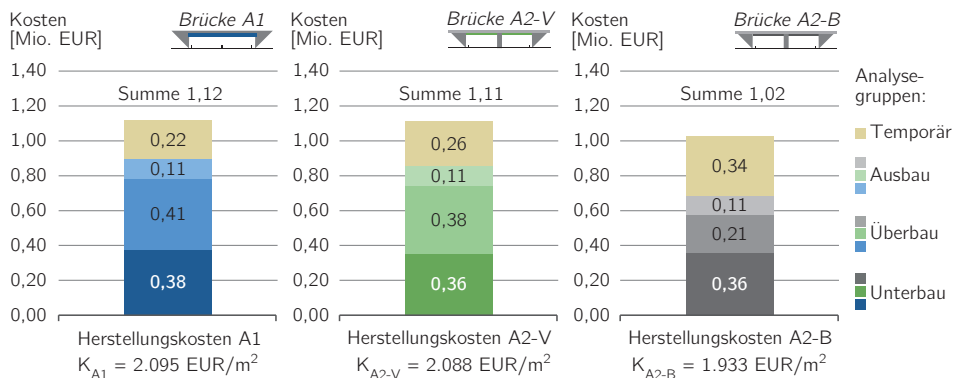 Kosten
[Mio. EUR]
Brücke A1
1,40
1,20
1,00
0,80
0,60
0,40
0,20
0,00
Summe 1,12
0,22
0,11
0,41
0,38
Herstellungskosten A1
K_A1 = 2.095 EUR/m²
Kosten
[Mio. EUR]
Brücke A2-V
1,40
1,20
1,00
0,80
0,60
0,40
0,20
0,00
Summe 1,11
0,26
0,11
0,38
0,36
Herstellungskosten A2-V
K_A2-V = 2.088 EUR/m²
Kosten
[Mio. EUR]
Brücke A2-B
1,40
1,20
1,00
0,80
0,60
0,40
0,20
0,00
Summe 1,02
0,34
0,11
0,21
0,36
Herstellungskosten A2-B
K_A2-B = 1.933 EUR/m²
Analyse-
gruppen:
Temporär
Ausbau
Überbau
Unterbau